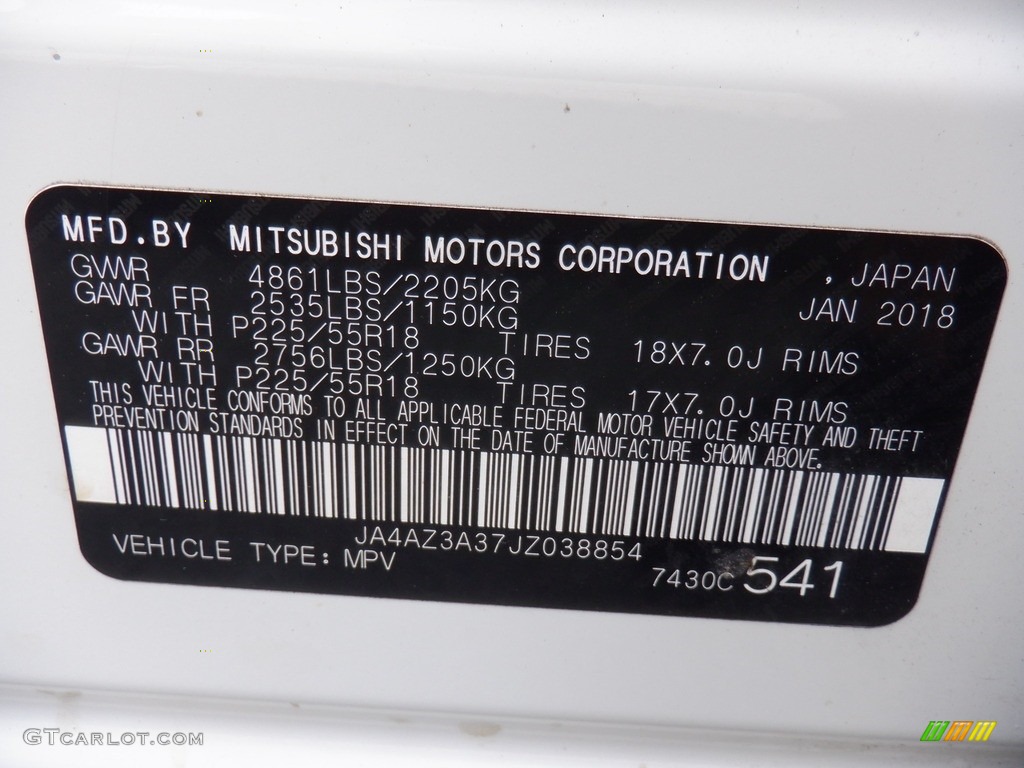 MFD.BY MITSUBISHI MOTORS CORPORATION , JAPAN
GVWR 4861LBS/2205KG JAN 2018
GAWR FR 2535LBS/1150KG
WITH P225/55R18 TIRES 18X7.0J RIMS
GAWR RR 2756LBS/1250KG
WITH P225/55R18 TIRES 17X7.0J RIMS
THIS VEHICLE CONFORMS TO ALL APPLICABLE FEDERAL MOTOR VEHICLE SAFETY AND THEFT
PREVENTION STANDARDS IN EFFECT ON THE DATE OF MANUFACTURE SHOWN ABOVE.
JA4AZ3A37JZ038854
VEHICLE TYPE: MPV 7430C 541
GTCARLOT.COM